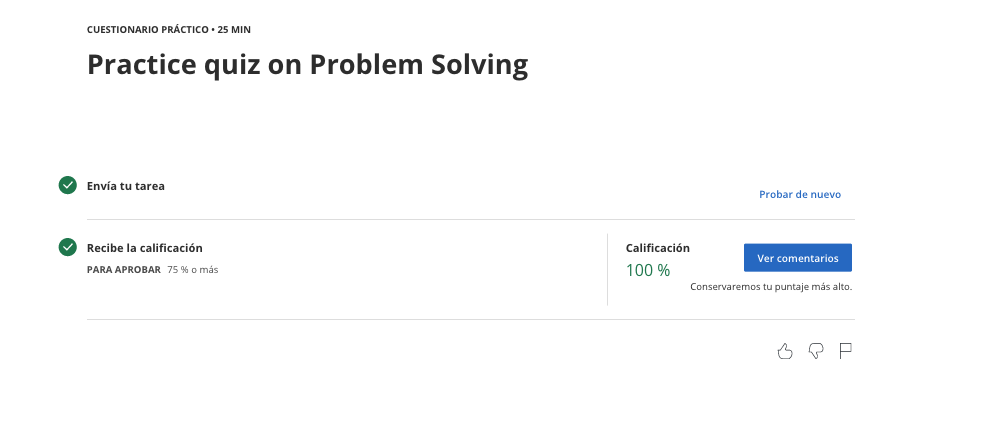 CUESTIONARIO PRÁCTICO • 25 MIN
Practice quiz on Problem Solving
Envía tu tarea
Probar de nuevo
Recibe la calificación
PARA APROBAR 75 % o más
Calificación
100 %
Ver comentarios
Conservaremos tu puntaje más alto.